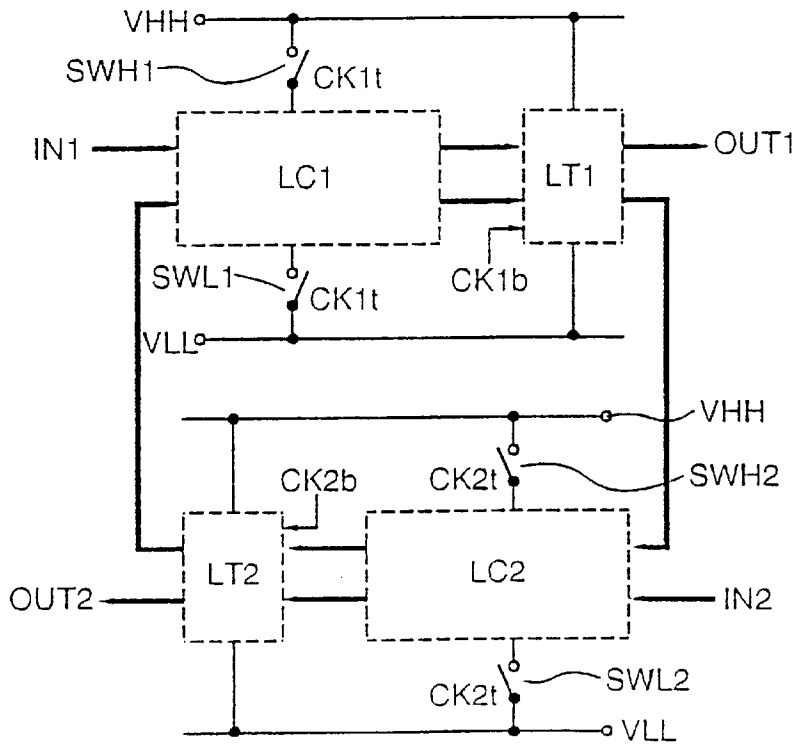 VHH
SWH1
CK1t
IN1
LC1
LT1
OUT1
SWL1
CK1t
CK1b
VLL
VHH
CK2b
CK2t
SWH2
LT2
LC2
OUT2
IN2
CK2t
SWL2
VLL